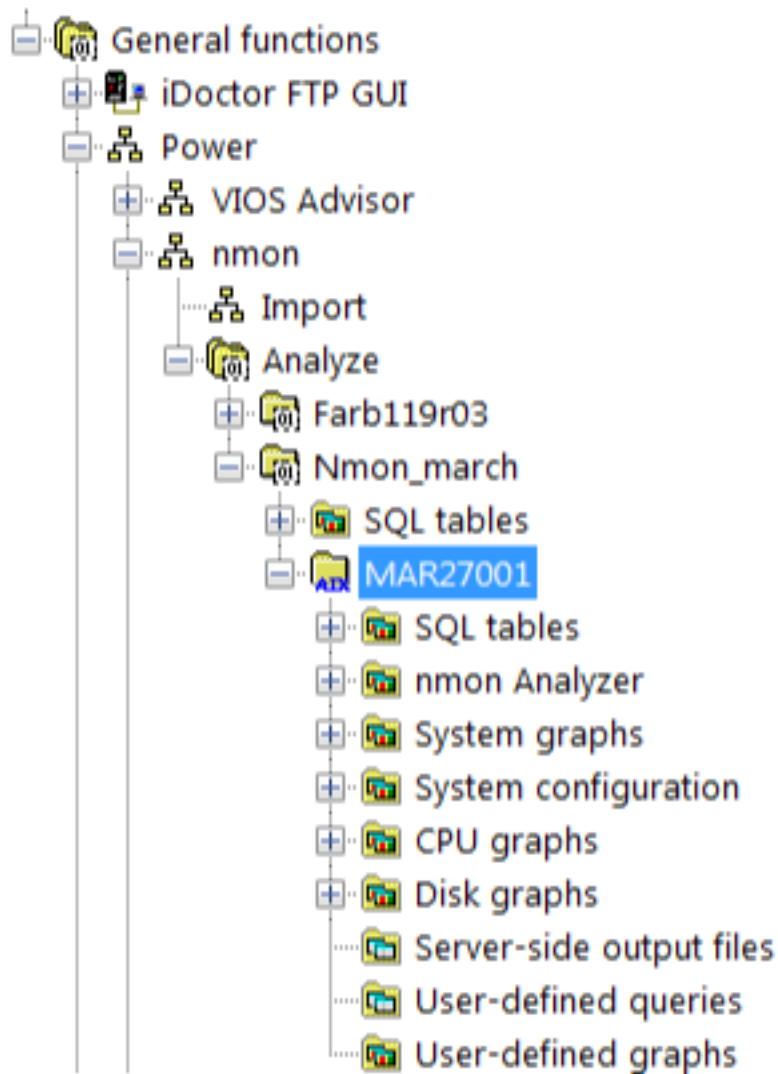 General functions
iDoctor FTP GUI
Power
VIOS Advisor
nmon
Import
Analyze
Farb119r03
Nmon_march
SQL tables
AIX MAR27001
SQL tables
nmon Analyzer
System graphs
System configuration
CPU graphs
Disk graphs
Server-side output files
User-defined queries
User-defined graphs